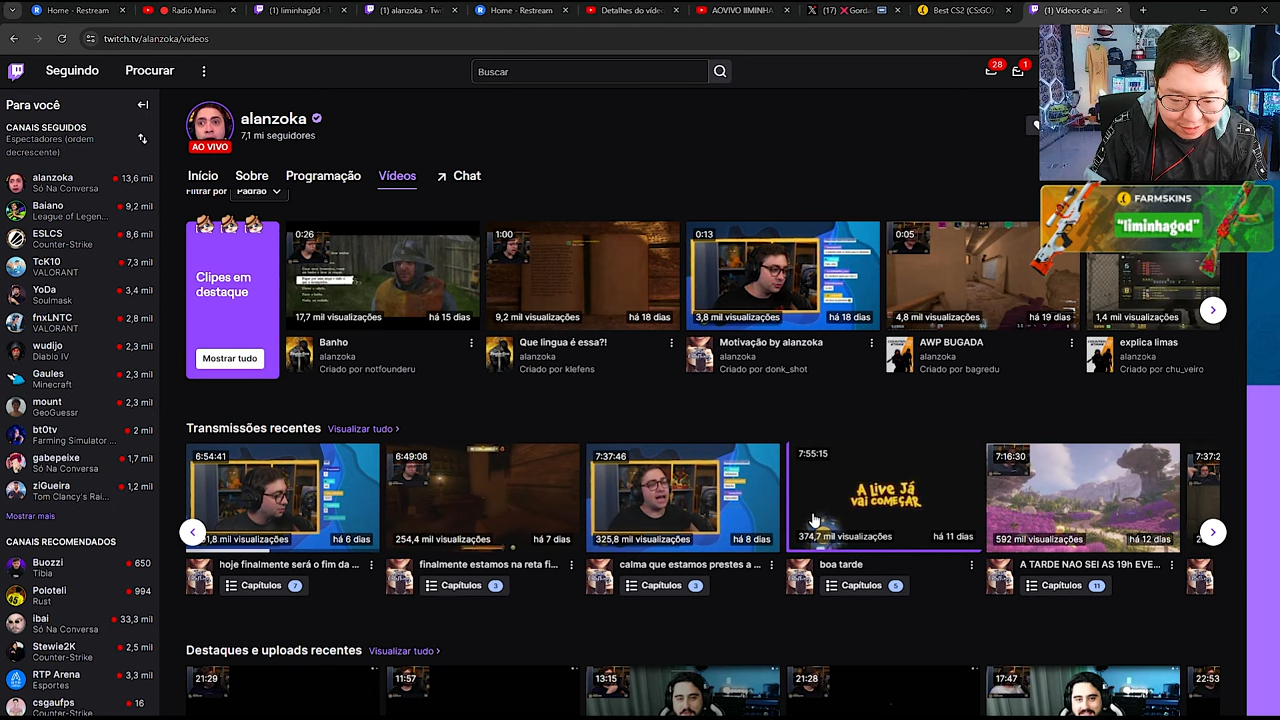 Home - Restream
Radio Mania
(1) liminhag0d - T
alanzoka - Twi
Home - Restream
Detalhes do víde
AOVIVO lIMINHA
(17)
Gorda
Best CS2 (CS:GO)
(1) Vídeos de alan
twitch.tv/alanzoka/videos
Seguindo
Procurar
Buscar
28
1
Para você
CANAIS SEGUIDOS
Espectadores (ordem
decrescente)
alanzoka
13,6 mil
Só Na Conversa
Baiano
9,2 mil
League of Legen...
ESLCS
8,6 mil
Counter-Strike
TcK10
7,2 mil
VALORANT
YoDa
3,4 mil
Soulmask
fnxLNTC
2,8 mil
VALORANT
wudijo
2,3 mil
Diablo IV
Gaules
2,3 mil
Minecraft
mount
2,3 mil
GeoGuessr
bt0tv
2 mil
Farming Simulator ...
gabepeixe
1,7 mil
Só Na Conversa
zIGueira
1,2 mil
Tom Clancy's Rai...
Mostrar mais
CANAIS RECOMENDADOS
Buozzi
650
Tibia
Poloteli
994
Rust
ibai
33,3 mil
Só Na Conversa
Stewie2K
2,5 mil
Counter-Strike
RTP Arena
3,3 mil
Esportes
csgaufps
16
Counter-Strike
alanzoka
7,1 mi seguidores
AO VIVO
Início
Sobre
Programação
Vídeos
Chat
Filtrar por
Padrão
FARMSKINS
"liminhagod"
Clipes em
destaque
Mostrar tudo
0:26
17,7 mil visualizações
há 15 dias
Banho
alanzoka
Criado por notfounderu
1:00
9,2 mil visualizações
há 18 dias
Que lingua é essa?!
alanzoka
Criado por klefens
0:13
3,8 mil visualizações
há 18 dias
Motivação by alanzoka
alanzoka
Criado por donk_shot
0:05
4,8 mil visualizações
há 19 dias
AWP BUGADA
alanzoka
Criado por bagredu
1,4 mil visualizações
há 20 dias
explica limas
alanzoka
Criado por chu_veiro
Transmissões recentes
Visualizar tudo
6:54:41
1,8 mil visualizações
há 6 dias
hoje finalmente será o fim da ...
Capítulos 7
6:49:08
254,4 mil visualizações
há 7 dias
finalmente estamos na reta fi...
Capítulos 3
7:37:46
325,8 mil visualizações
há 8 dias
calma que estamos prestes a ...
Capítulos 3
7:55:15
A LIVE JÁ
VAI COMEÇAR
374,7 mil visualizações
há 11 dias
boa tarde
Capítulos 5
7:16:30
592 mil visualizações
há 12 dias
A TARDE NAO SEI AS 19h EVE...
Capítulos 11
7:37:2
Destaques e uploads recentes
Visualizar tudo
21:29
11:57
13:15
21:28
17:47
22:53